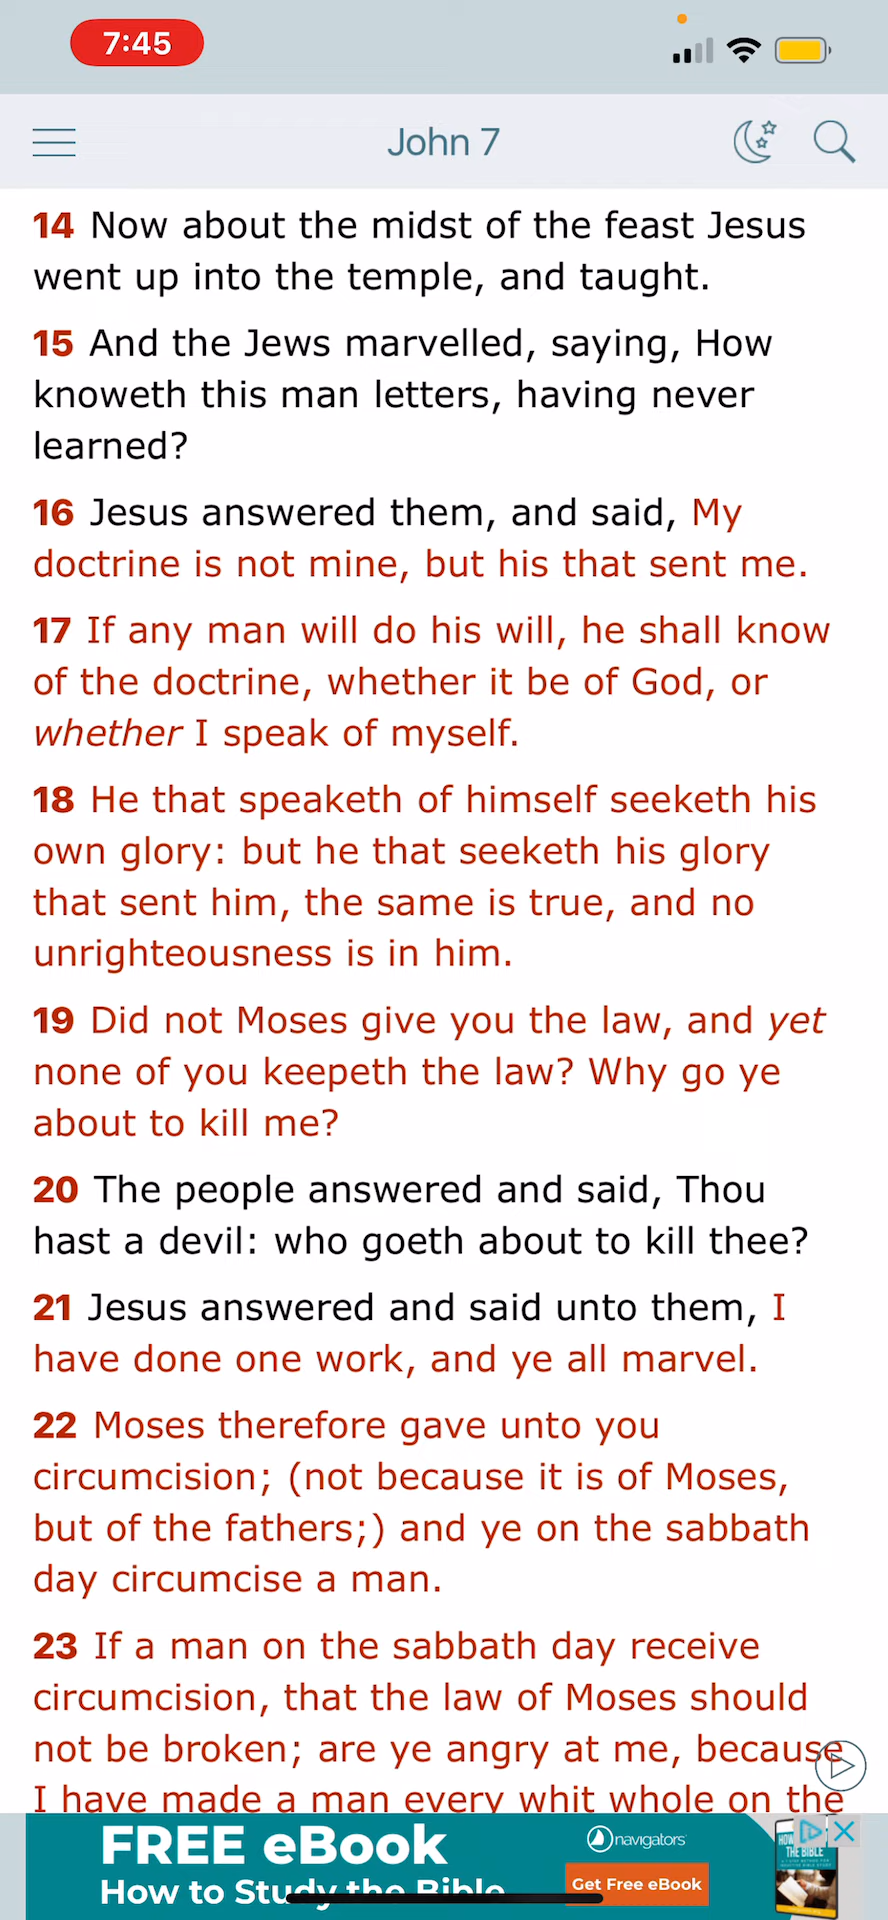 7:45
John 7
14 Now about the midst of the feast Jesus
went up into the temple, and taught.
15 And the Jews marvelled, saying, How
knoweth this man letters, having never
learned?
16 Jesus answered them, and said, My
doctrine is not mine, but his that sent me.
17 If any man will do his will, he shall know
of the doctrine, whether it be of God, or
whether I speak of myself.
18 He that speaketh of himself seeketh his
own glory: but he that seeketh his glory
that sent him, the same is true, and no
unrighteousness is in him.
19 Did not Moses give you the law, and yet
none of you keepeth the law? Why go ye
about to kill me?
20 The people answered and said, Thou
hast a devil: who goeth about to kill thee?
21 Jesus answered and said unto them, I
have done one work, and ye all marvel.
22 Moses therefore gave unto you
circumcision; (not because it is of Moses,
but of the fathers;) and ye on the sabbath
day circumcise a man.
23 If a man on the sabbath day receive
circumcision, that the law of Moses should
not be broken; are ye angry at me, because
I have made a man every whit whole on the
FREE eBook
How to Study the Bible
navigators
Get Free eBook
THE BIBLE